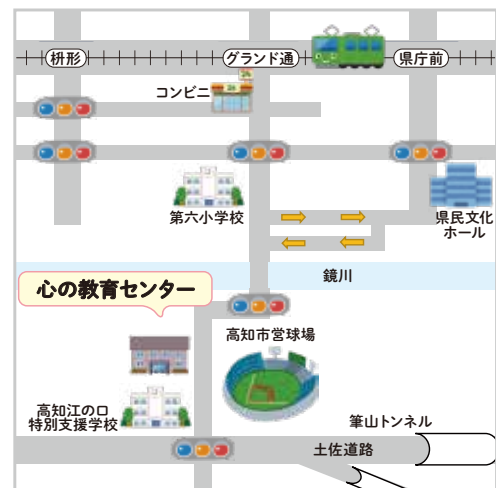 枡形
グランド通
県庁前
コンビニ
第六小学校
県民文化
ホール
鏡川
心の教育センター
高知市営球場
高知江の口
特別支援学校
筆山トンネル
土佐道路